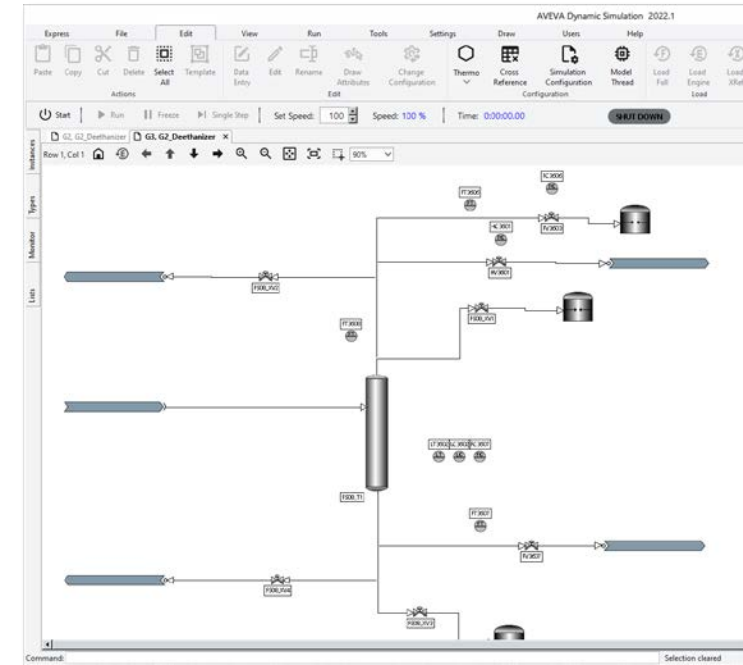 AVEVA Dynamic Simulation 2022.1
Express File Edit View Run Tools Settings Draw Users Help
Paste Copy Cut Delete Select All Template Data Entry Edit Rename Draw Attributes Change Configuration Thermo Cross Reference Simulation Configuration Model Thread Load Full Load Engine Load
Actions Edit Configuration Load
Start Run Freeze Single Step Set Speed: 100 Speed: 100 % Time: 0:00:00.00 SHUT DOWN
G2, G2_Deethanizer G3, G2_Deethanizer
Row 1, Col 1 90%
Instances
Types
Monitor
Lists
FT3606
FV3603
FT3608
F508_T1
FV3607
Command: Selection cleared